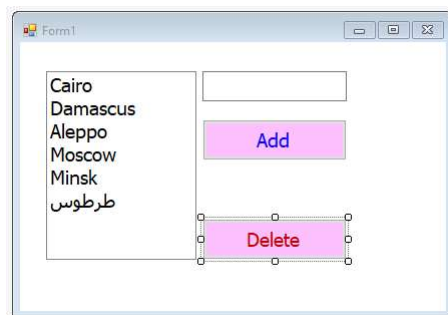 Form1
Cairo
Damascus
Aleppo
Moscow
Minsk
طرطوس
Add
Delete